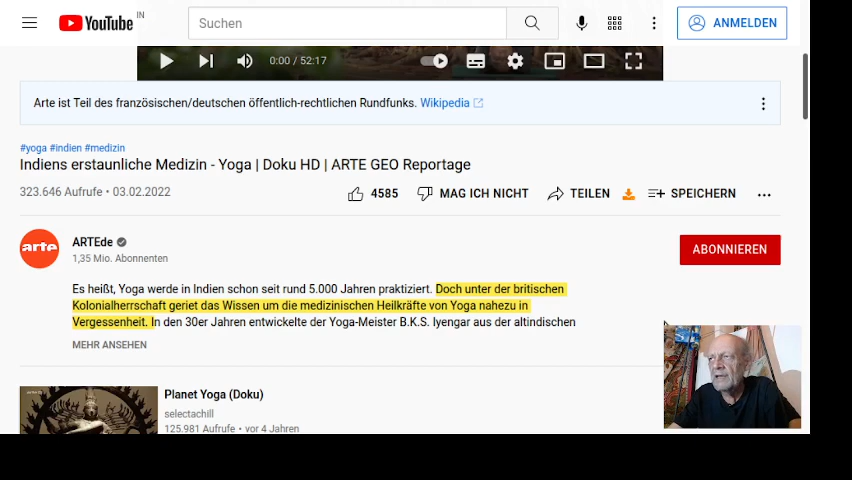 YouTube IN
Suchen
ANMELDEN
0:00 / 52:17
Arte ist Teil des französischen/deutschen öffentlich-rechtlichen Rundfunks. Wikipedia
#yoga #indien #medizin
Indiens erstaunliche Medizin - Yoga | Doku HD | ARTE GEO Reportage
323.646 Aufrufe • 03.02.2022
4585 MAG ICH NICHT TEILEN SPEICHERN
arte
ARTEde
1,35 Mio. Abonnenten
ABONNIEREN
Es heißt, Yoga werde in Indien schon seit rund 5.000 Jahren praktiziert. Doch unter der britischen
Kolonialherrschaft geriet das Wissen um die medizinischen Heilkräfte von Yoga nahezu in
Vergessenheit. In den 30er Jahren entwickelte der Yoga-Meister B.K.S. Iyengar aus der altindischen
MEHR ANSEHEN
Planet Yoga (Doku)
selectachill
125.981 Aufrufe • vor 4 Jahren